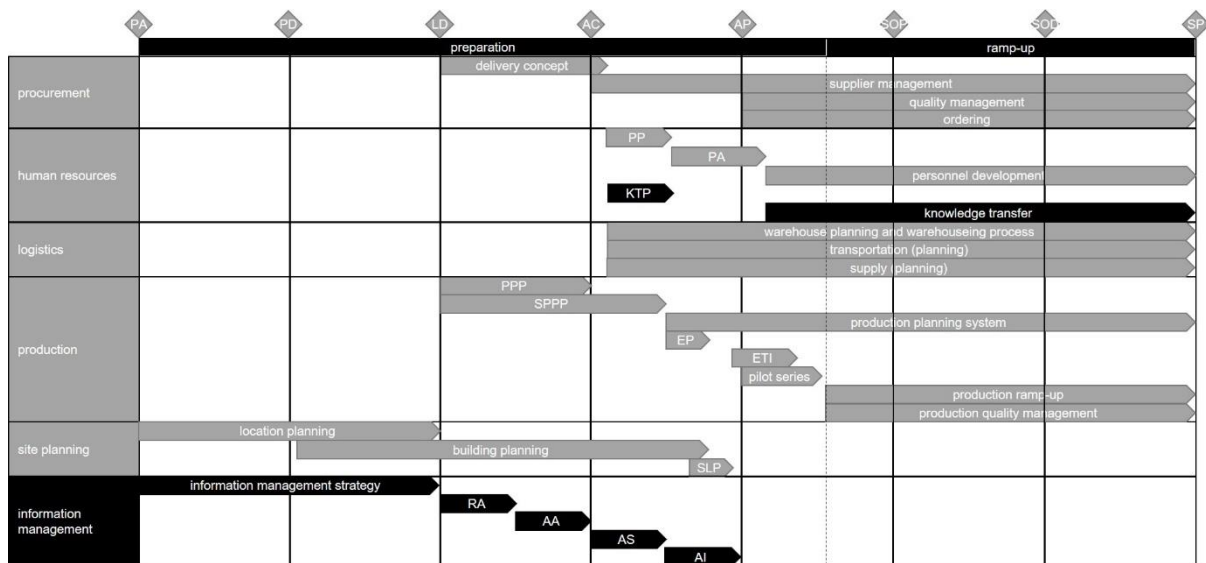 PA PD LD AC AP SOP SOD SP
preparation ramp-up
procurement
delivery concept
supplier management
quality management
ordering
human resources
PP
PA
personnel development
KTP
knowledge transfer
logistics
warehouse planning and warehouseing process
transportation (planning)
supply (planning)
production
PPP
SPPP
production planning system
EP
ETI
pilot series
production ramp-up
production quality management
site planning
location planning
building planning
SLP
information
management
information management strategy
RA
AA
AS
AI